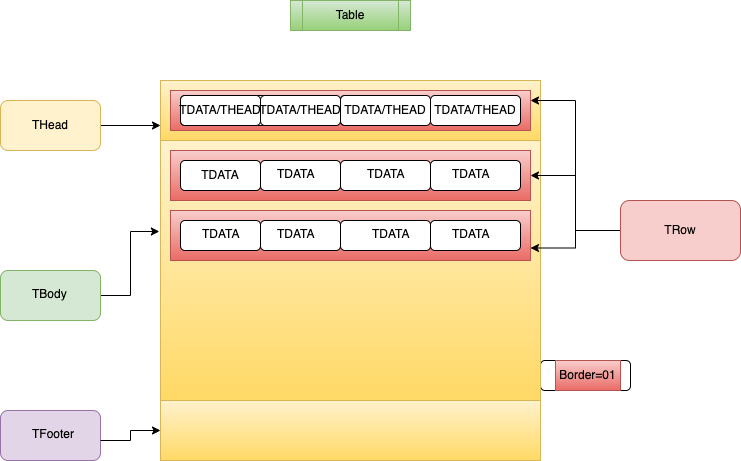 Table
THead
TDATA/THEAD TDATA/THEAD TDATA/THEAD TDATA/THEAD
TDATA TDATA TDATA TDATA
TDATA TDATA TDATA TDATA
TRow
TBody
Border=01
TFooter